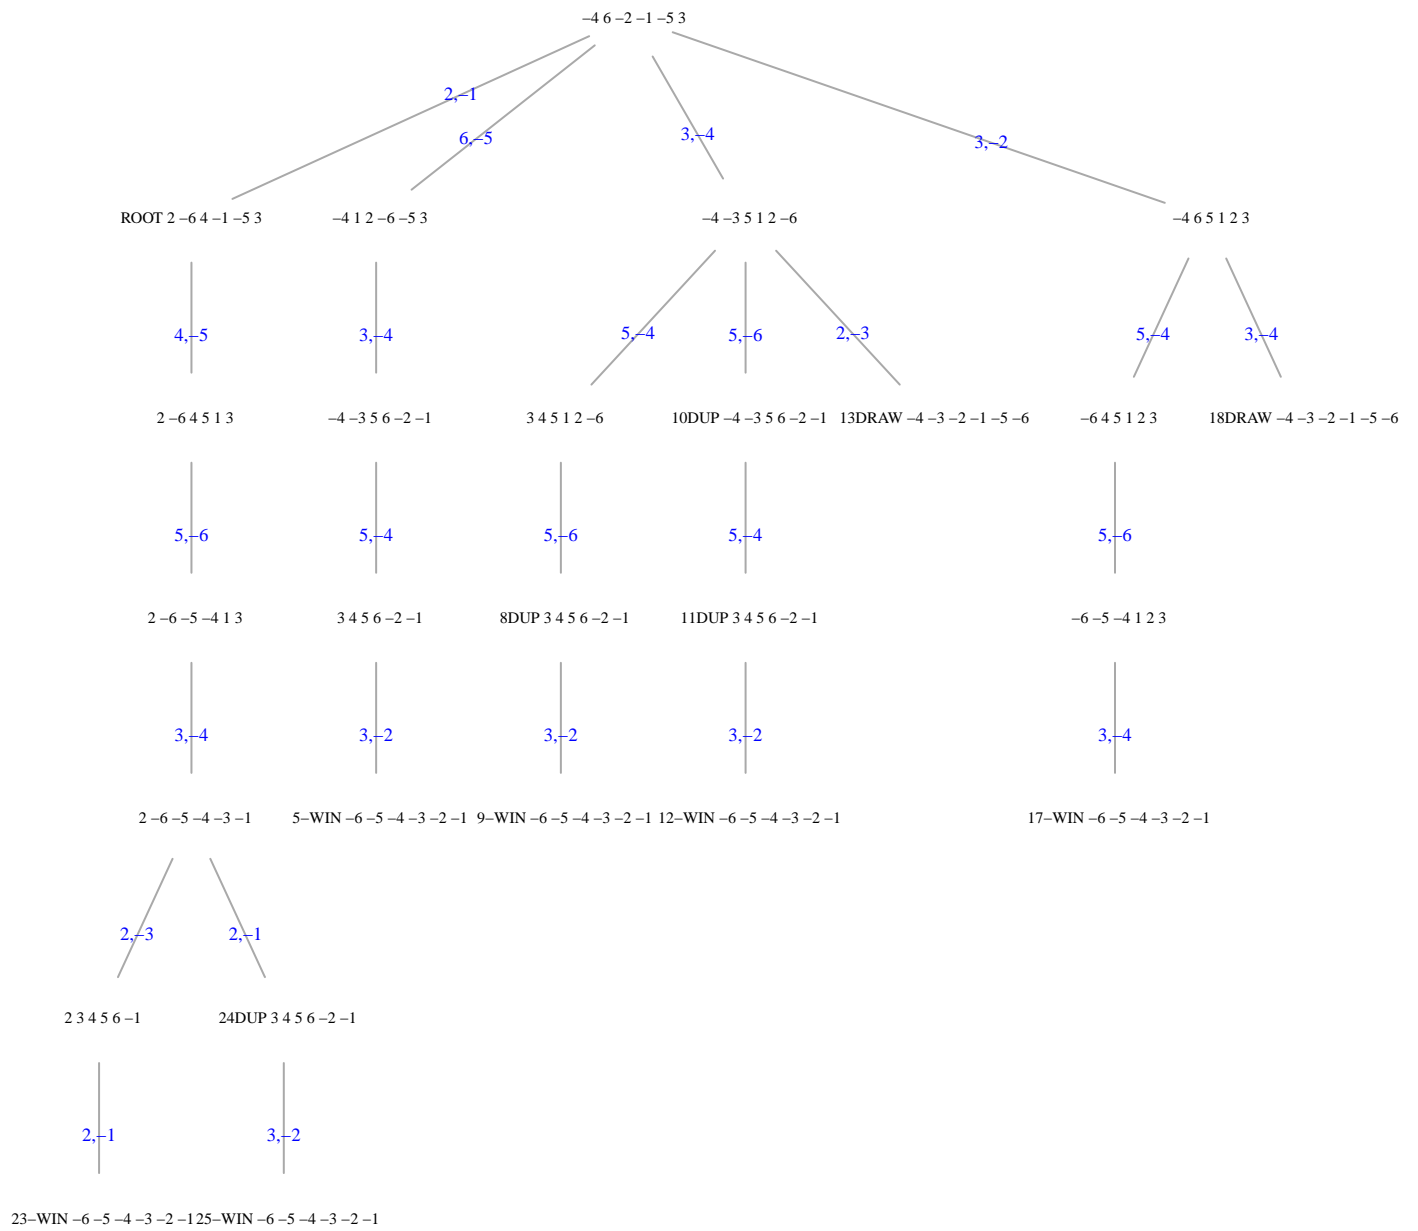 –4 6 –2 –1 –5 3
2,–1
6,–5
3,–4
3,–2
ROOT 2 –6 4 –1 –5 3
–4 1 2 –6 –5 3
–4 –3 5 1 2 –6
–4 6 5 1 2 3
4,–5
3,–4
5,–4
5,–6
2,–3
5,–4
3,–4
2 –6 4 5 1 3
–4 –3 5 6 –2 –1
3 4 5 1 2 –6
10DUP –4 –3 5 6 –2 –1
13DRAW –4 –3 –2 –1 –5 –6
–6 4 5 1 2 3
18DRAW –4 –3 –2 –1 –5 –6
5,–6
5,–4
5,–6
5,–4
5,–6
2 –6 –5 –4 1 3
3 4 5 6 –2 –1
8DUP 3 4 5 6 –2 –1
11DUP 3 4 5 6 –2 –1
–6 –5 –4 1 2 3
3,–4
3,–2
3,–2
3,–2
3,–4
2 –6 –5 –4 –3 –1
5–WIN –6 –5 –4 –3 –2 –1
9–WIN –6 –5 –4 –3 –2 –1
12–WIN –6 –5 –4 –3 –2 –1
17–WIN –6 –5 –4 –3 –2 –1
2,–3
2,–1
2 3 4 5 6 –1
24DUP 3 4 5 6 –2 –1
2,–1
3,–2
23–WIN –6 –5 –4 –3 –2 –1
25–WIN –6 –5 –4 –3 –2 –1